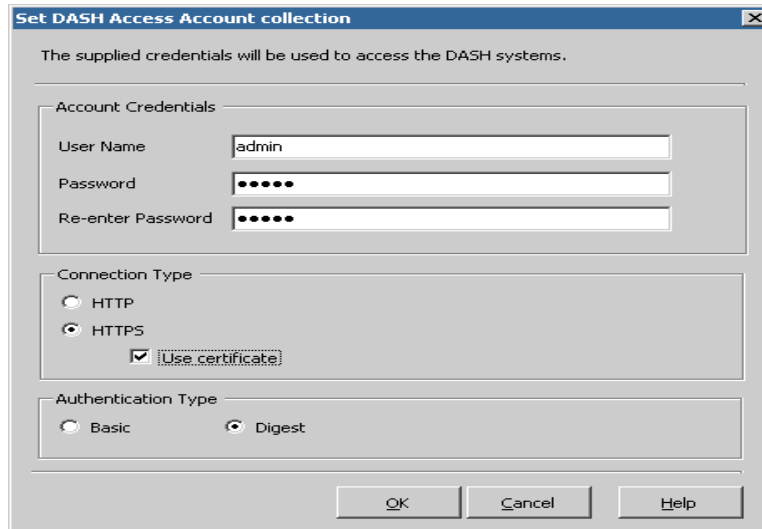 Set DASH Access Account collection
The supplied credentials will be used to access the DASH systems.
Account Credentials
User Name admin
Password •••••
Re-enter Password •••••
Connection Type
HTTP
HTTPS
Use certificate
Authentication Type
Basic Digest
OK Cancel Help